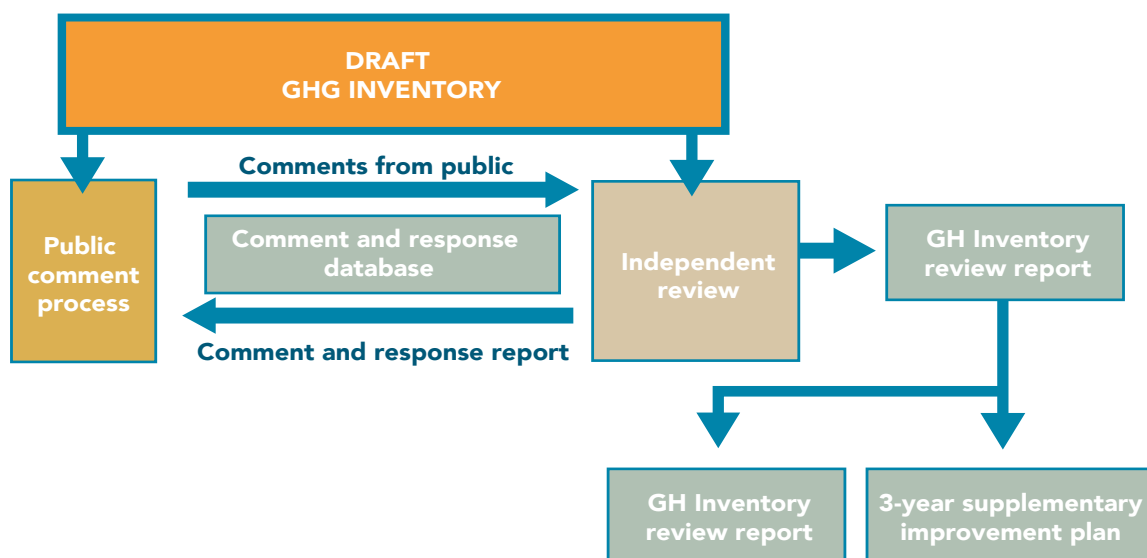 DRAFT
GHG INVENTORY
Comments from public
Public
comment
process
Comment and response
database
Comment and response report
Independent
review
GH Inventory
review report
GH Inventory
review report
3-year supplementary
improvement plan